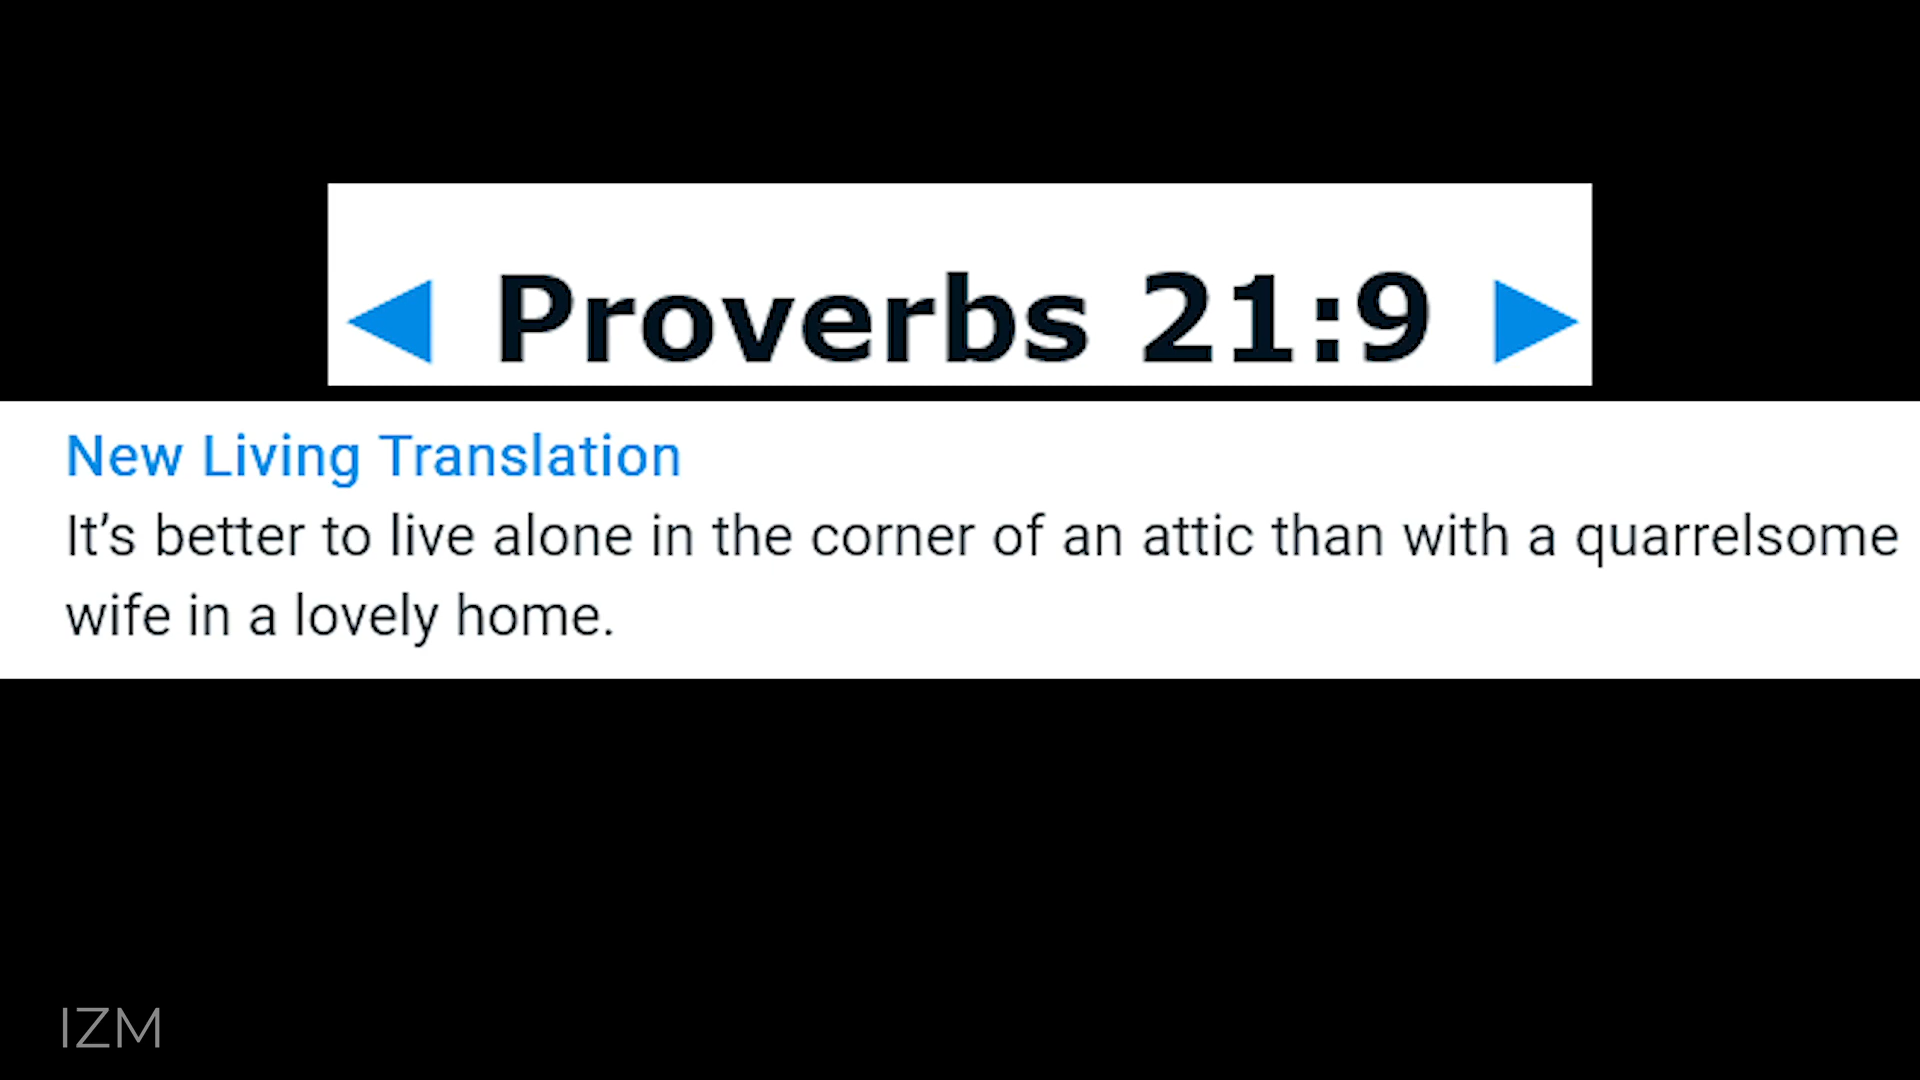 Proverbs 21:9
New Living Translation
It’s better to live alone in the corner of an attic than with a quarrelsome
wife in a lovely home.
IZM